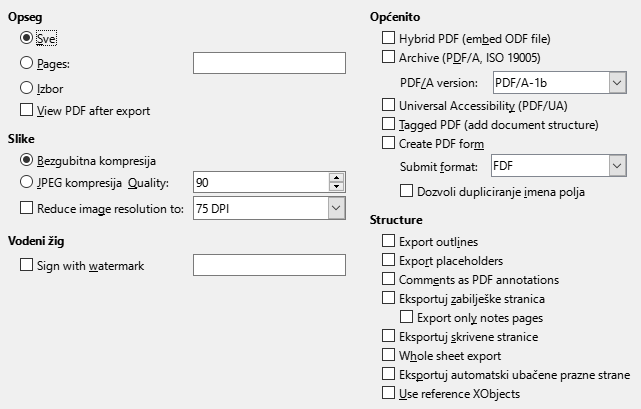 Opseg
Sve
Pages:
Izbor
View PDF after export
Slike
Bezgubitna kompresija
JPEG kompresija Quality: 90
Reduce image resolution to: 75 DPI
Vodeni žig
Sign with watermark
Općenito
Hybrid PDF (embed ODF file)
Archive (PDF/A, ISO 19005)
PDF/A version: PDF/A-1b
Universal Accessibility (PDF/UA)
Tagged PDF (add document structure)
Create PDF form
Submit format: FDF
Dozvoli dupliciranje imena polja
Structure
Export outlines
Export placeholders
Comments as PDF annotations
Eksportuj zabilješke stranica
Export only notes pages
Eksportuj skrivene stranice
Whole sheet export
Eksportuj automatski ubačene prazne strane
Use reference XObjects